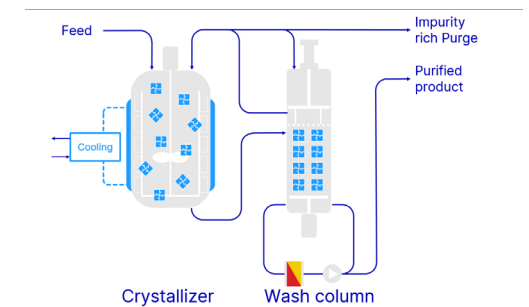 Feed
Impurity
rich Purge
Purified
product
Cooling
Crystallizer
Wash column